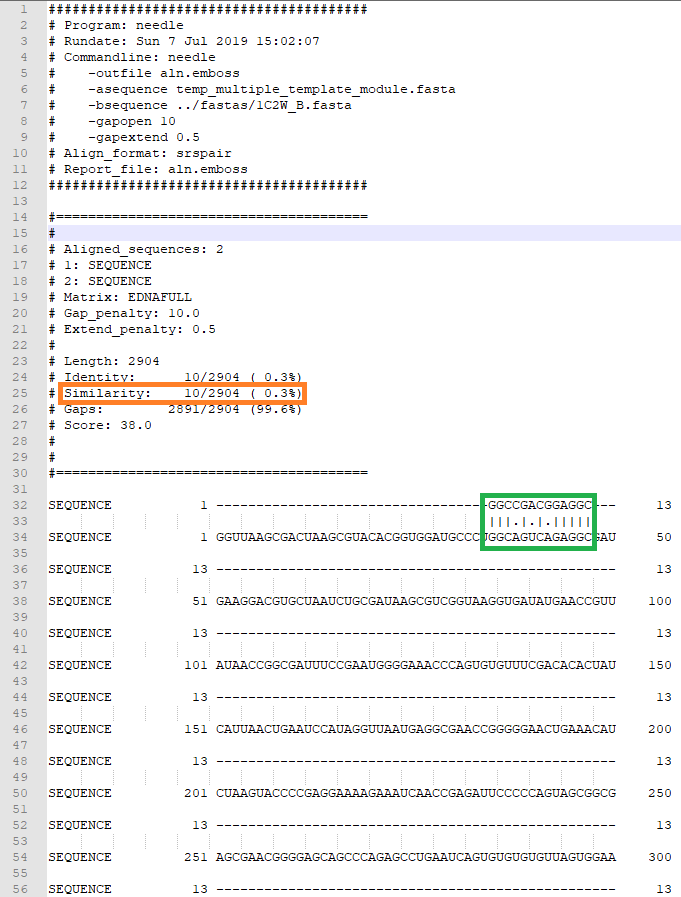 1 ########################################
2 # Program: needle
3 # Rundate: Sun 7 Jul 2019 15:02:07
4 # Commandline: needle
5 #    -outfile aln.emboss
6 #    -asequence temp_multiple_template_module.fasta
7 #    -bsequence ../fastas/1C2W_B.fasta
8 #    -gapopen 10
9 #    -gapextend 0.5
10 # Align_format: srspair
11 # Report_file: aln.emboss
12 ########################################
13
14 #=======================================
15 #
16 # Aligned_sequences: 2
17 # 1: SEQUENCE
18 # 2: SEQUENCE
19 # Matrix: EDNAFULL
20 # Gap_penalty: 10.0
21 # Extend_penalty: 0.5
22 #
23 # Length: 2904
24 # Identity:      10/2904 ( 0.3%)
25 # Similarity:    10/2904 ( 0.3%)
26 # Gaps:        2891/2904 (99.6%)
27 # Score: 38.0
28 #
29 #
30 #=======================================
31
32 SEQUENCE           1 ----------------------------------GGCCGACGGAGGC---     13
33                                                        |||.|.|.|||||
34 SEQUENCE           1 GGUUAAGCGACUAAGCGUACACGGUGGAUGCCCUGGCAGUCAGAGGCGAU     50
35
36 SEQUENCE          13 --------------------------------------------------     13
37
38 SEQUENCE          51 GAAGGACGUGCUAAUCUGCGAUAAGCGUCGGUAAGGUGAUAUGAACCGUU    100
39
40 SEQUENCE          13 --------------------------------------------------     13
41
42 SEQUENCE         101 AUAACCGGCGAUUUCCGAAUGGGGAAACCCAGUGUGUUUCGACACACUAU    150
43
44 SEQUENCE          13 --------------------------------------------------     13
45
46 SEQUENCE         151 CAUUAACUGAAUCCAUAGGUUAAUGAGGCGAACCGGGGGAACUGAAACAU    200
47
48 SEQUENCE          13 --------------------------------------------------     13
49
50 SEQUENCE         201 CUAAGUACCCCGAGGAAAAGAAAUCAACCGAGAUUCCCCCAGUAGCGGCG    250
51
52 SEQUENCE          13 --------------------------------------------------     13
53
54 SEQUENCE         251 AGCGAACGGGGAGCAGCCCAGAGCCUGAAUCAGUGUGUGUGUUAGUGGAA    300
55
56 SEQUENCE          13 --------------------------------------------------     13